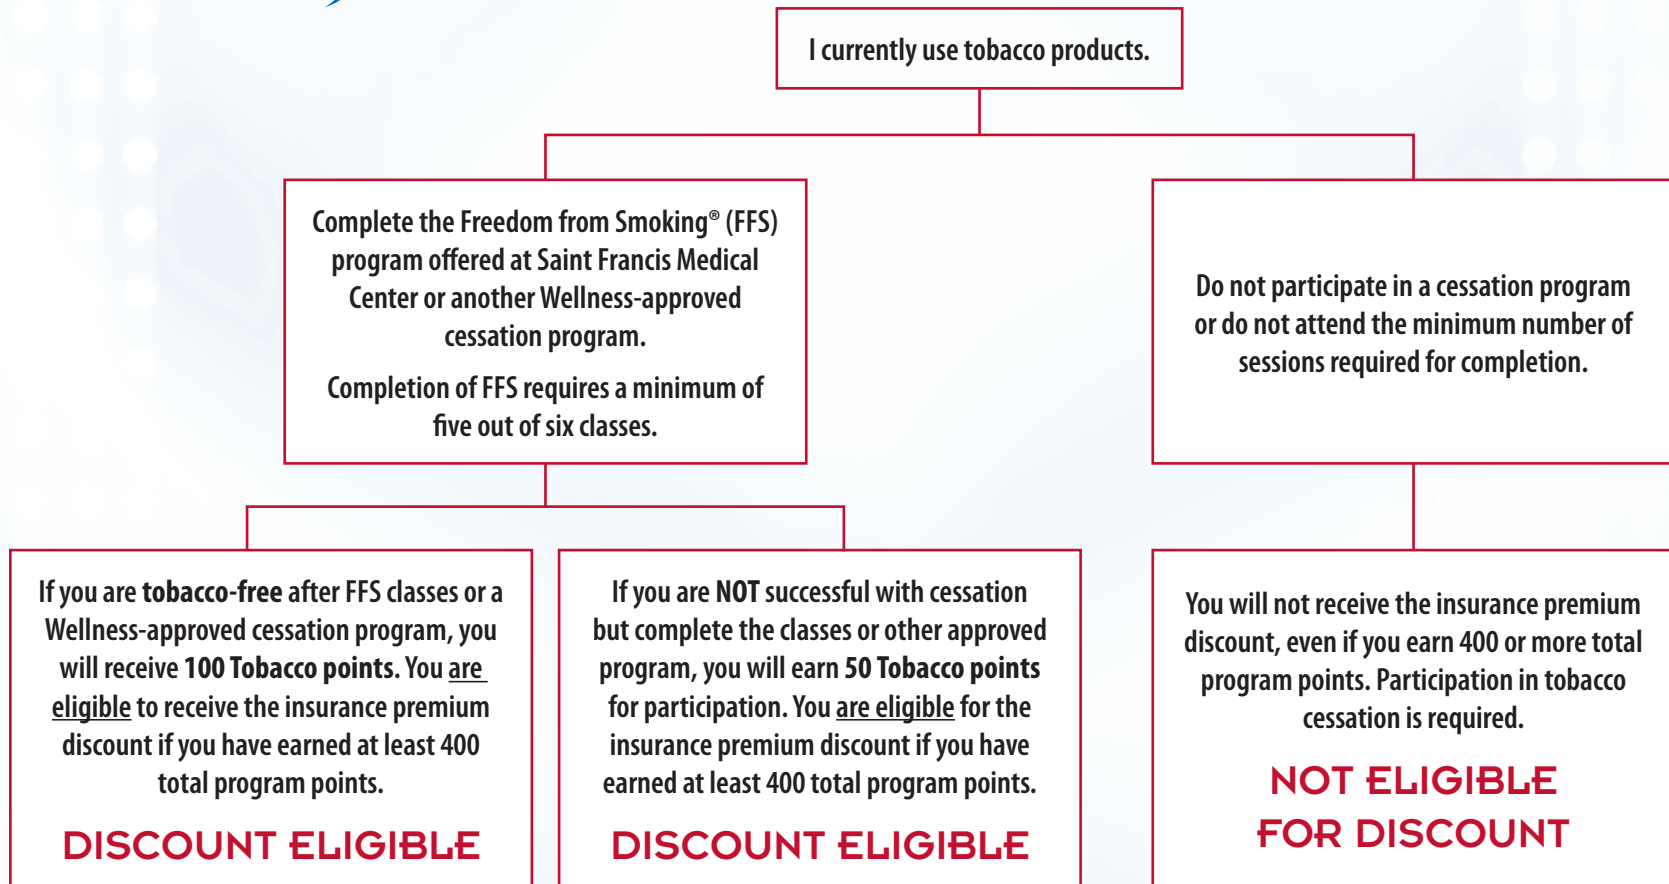 I currently use tobacco products.
Complete the Freedom from Smoking® (FFS)
program offered at Saint Francis Medical
Center or another Wellness-approved
cessation program.
Completion of FFS requires a minimum of
five out of six classes.
Do not participate in a cessation program
or do not attend the minimum number of
sessions required for completion.
If you are tobacco-free after FFS classes or a
Wellness-approved cessation program, you
will receive 100 Tobacco points. You are
eligible to receive the insurance premium
discount if you have earned at least 400
total program points.
DISCOUNT ELIGIBLE
If you are NOT successful with cessation
but complete the classes or other approved
program, you will earn 50 Tobacco points
for participation. You are eligible for the
insurance premium discount if you have
earned at least 400 total program points.
DISCOUNT ELIGIBLE
You will not receive the insurance premium
discount, even if you earn 400 or more total
program points. Participation in tobacco
cessation is required.
NOT ELIGIBLE
FOR DISCOUNT